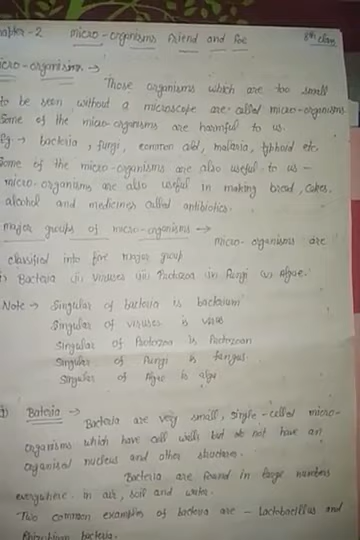 apter-2 micro-organisms Friend and Foe 8th class
icro-organism →
Those organisms which are too small
to be seen without a microscope are called micro-organisms.
Some of the micro organisms are harmful to us.
Eg → bacteria, fungi, common cold, malaria, typhoid etc.
Some of the micro-organisms are also useful to us -
micro-organisms are also useful in making bread, cakes,
alcohol and medicines called antibiotics.
major groups of micro-organisms →
micro-organisms are
classified into five major group
i) Bacteria (ii) viruses (iii) Protozoa (iv Fungi (v) Algae.
Note → Singular of bacteria is bacterium
Singular of viruses is virus
Singular of Protozoa is Protozoan
Singular of Fungi is fungus
Singular of Algae is alga
Bateria →
Bacteria are very small, single-celled micro-
organisms which have cell walls but do not have an
organised nucleus and other structures.
Bacteria are found in large numbers
everywhere in air, soil and water.
Two common examples of bacteria are - Lactobacillus and
bacteria.